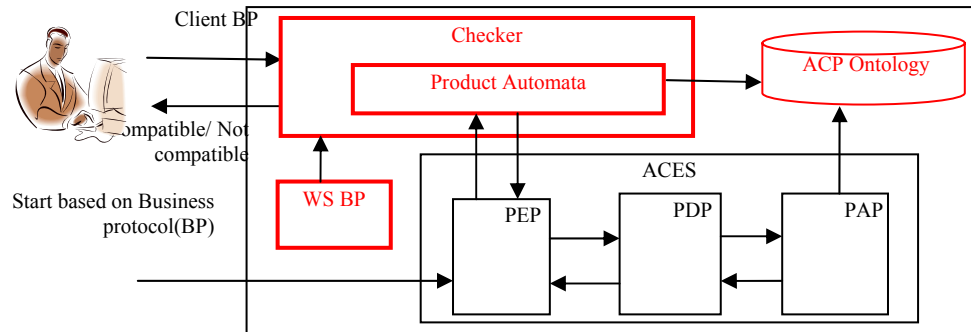 Client BP
Checker
Product Automata
ACP Ontology
ompatible/ Not
compatible
WS BP
ACES
Start based on Business
protocol(BP)
PEP
PDP
PAP